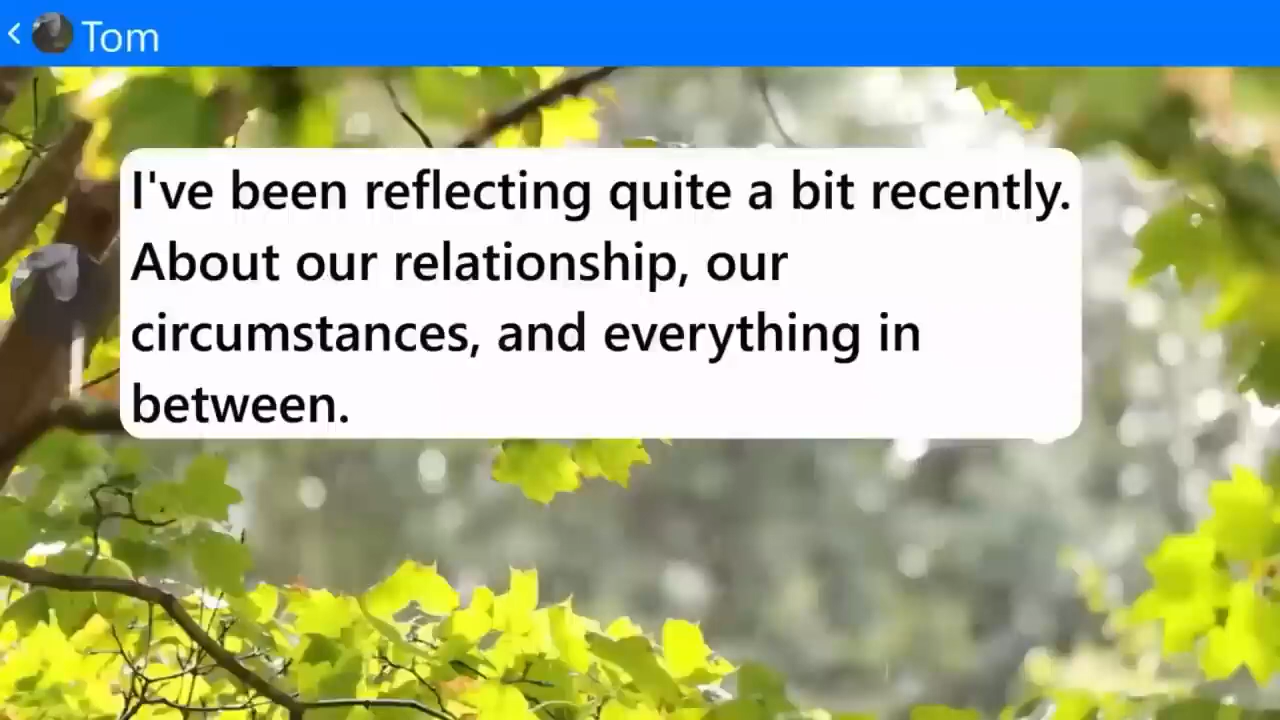 Tom
I've been reflecting quite a bit recently.
About our relationship, our
circumstances, and everything in
between.